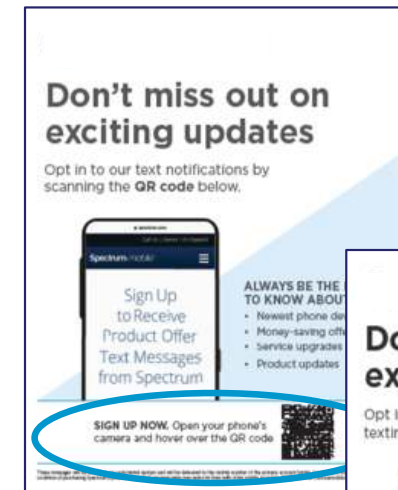 Don't miss out on
exciting updates
Opt in to our text notifications by
scanning the QR code below.
Spectrum mobile
Sign Up
to Receive
Product Offer
Text Messages
from Spectrum
ALWAYS BE THE
TO KNOW ABOU
• Newest phone de
• Money-saving off
• Service upgrades
• Product updates
SIGN UP NOW. Open your phone's
camera and hover over the QR code
Do
ex
Opt i
textin